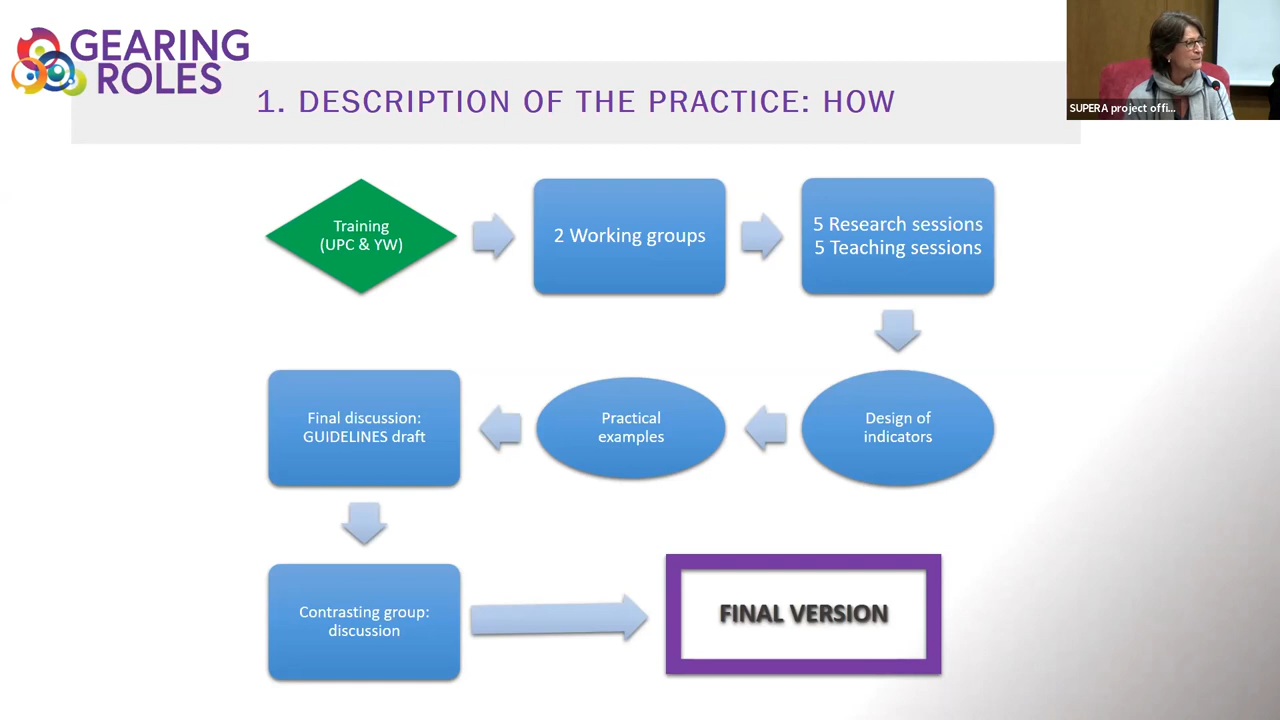 GEARING
ROLES
SUPERA project offi...
1. DESCRIPTION OF THE PRACTICE: HOW
Training
(UPC & YW)
2 Working groups
5 Research sessions
5 Teaching sessions
Final discussion:
GUIDELINES draft
Practical
examples
Design of
indicators
Contrasting group:
discussion
FINAL VERSION